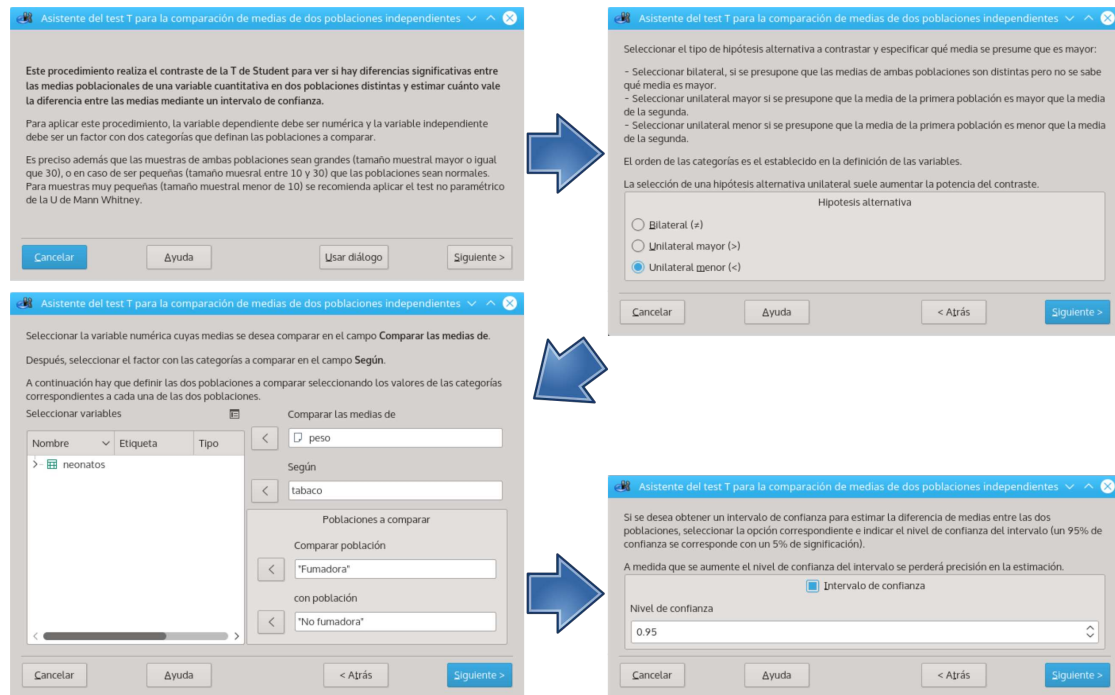 Asistente del test T para la comparación de medias de dos poblaciones independientes
Este procedimiento realiza el contraste de la T de Student para ver si hay diferencias significativas entre
las medias poblacionales de una variable cuantitativa en dos poblaciones distintas y estimar cuánto vale
la diferencia entre las medias mediante un intervalo de confianza.
Para aplicar este procedimiento, la variable dependiente debe ser numérica y la variable independiente
debe ser un factor con dos categorías que definan las poblaciones a comparar.
Es preciso además que las muestras de ambas poblaciones sean grandes (tamaño muestral mayor o igual
que 30), o en caso de ser pequeñas (tamaño muesral entre 10 y 30) que las poblaciones sean normales.
Para muestras muy pequeñas (tamaño muestral menor de 10) se recomienda aplicar el test no paramétrico
de la U de Mann Whitney.
Cancelar Ayuda Usar diálogo Siguiente >
Asistente del test T para la comparación de medias de dos poblaciones independientes
Seleccionar el tipo de hipótesis alternativa a contrastar y especificar qué media se presume que es mayor:
- Seleccionar bilateral, si se presupone que las medias de ambas poblaciones son distintas pero no se sabe
qué media es mayor.
- Seleccionar unilateral mayor si se presupone que la media de la primera población es mayor que la media
de la segunda.
- Seleccionar unilateral menor si se presupone que la media de la primera población es menor que la media
de la segunda.
El orden de las categorías es el establecido en la definición de las variables.
La selección de una hipótesis alternativa unilateral suele aumentar la potencia del contraste.
Hipotesis alternativa
Bilateral (≠)
Unilateral mayor (>)
Unilateral menor (<)
Cancelar Ayuda < Atrás Siguiente >
Asistente del test T para la comparación de medias de dos poblaciones independientes
Seleccionar la variable numérica cuyas medias se desea comparar en el campo Comparar las medias de.
Después, seleccionar el factor con las categorías a comparar en el campo Según.
A continuación hay que definir las dos poblaciones a comparar seleccionando los valores de las categorías
correspondientes a cada una de las dos poblaciones.
Seleccionar variables
Nombre Etiqueta Tipo
neonatos
Comparar las medias de
peso
Según
tabaco
Poblaciones a comparar
Comparar población
"Fumadora"
con población
"No fumadora"
Cancelar Ayuda < Atrás Siguiente >
Asistente del test T para la comparación de medias de dos poblaciones independientes
Si se desea obtener un intervalo de confianza para estimar la diferencia de medias entre las dos
poblaciones, seleccionar la opción correspondiente e indicar el nivel de confianza del intervalo (un 95% de
confianza se corresponde con un 5% de significación).
A medida que se aumente el nivel de confianza del intervalo se perderá precisión en la estimación.
Intervalo de confianza
Nivel de confianza
0.95
Cancelar Ayuda < Atrás Siguiente >